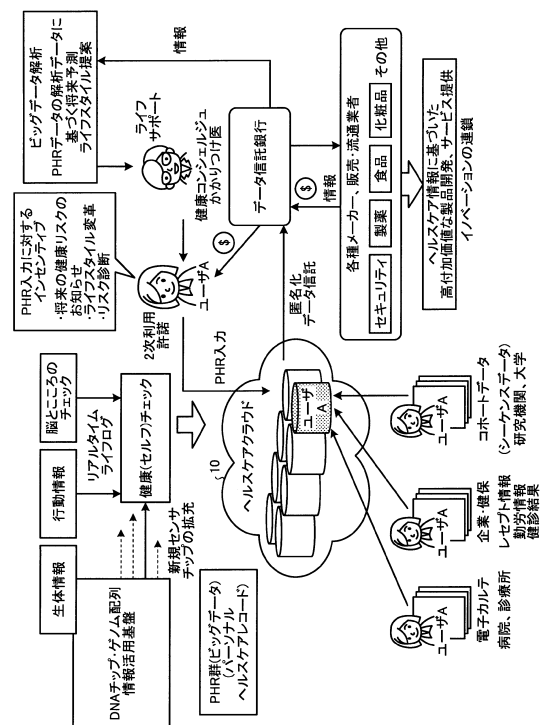 生体情報
行動情報
脳とこころの
チェック
リアルタイム
ライフログ
DNAチップ・ゲノム配列
情報活用基盤
新規センサ
チップの拡充
健康(セルフ)チェック
PHR群(ビッグデータ)
(パーソナル
ヘルスケアレコード)
PHR入力に対する
インセンティブ
・将来の健康リスクの
お知らせ
・ライフスタイル変革
・リスク診断
ユーザA
2次利用
許諾
PHR入力
ビッグデータ解析
PHRデータの解析データに
基づく将来予測
ライフスタイル提案
情報
ライフ
サポート
健康コンシェルジュ
かかりつけ医
$
データ信託銀行
匿名化
データ信託
$
情報
10
ヘルスケアクラウド
ユーザ
A
各種メーカー、販売・流通業者
セキュリティ
製薬
食品
化粧品
その他
ヘルスケア情報に基づいた
高付加価値な製品開発、サービス提供
イノベーションの連鎖
ユーザA
電子カルテ
病院、診療所
ユーザA
企業・健保
レセプト情報
勤労情報
健診結果
ユーザA
コホートデータ
(シーケンスデータ)
研究機関、大学